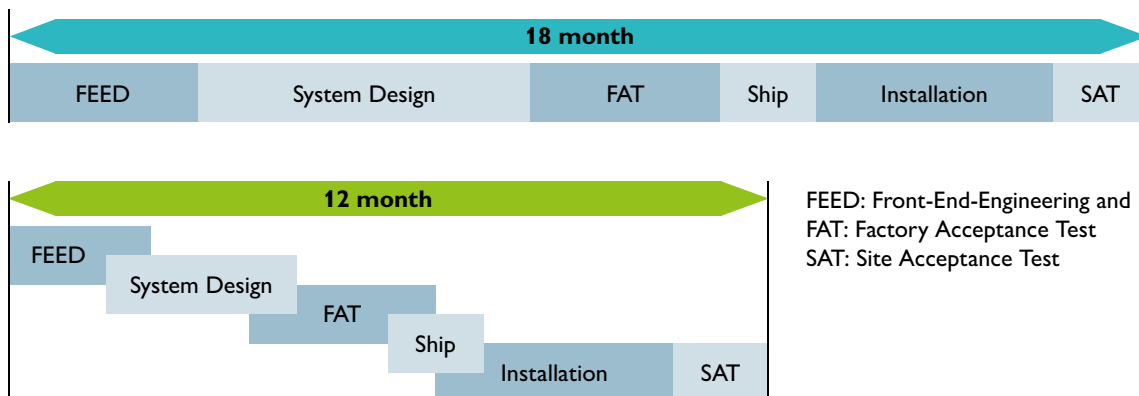 18 month
FEED System Design FAT Ship Installation SAT
12 month
FEED
System Design
FAT
Ship
Installation SAT
FEED: Front-End-Engineering and
FAT: Factory Acceptance Test
SAT: Site Acceptance Test